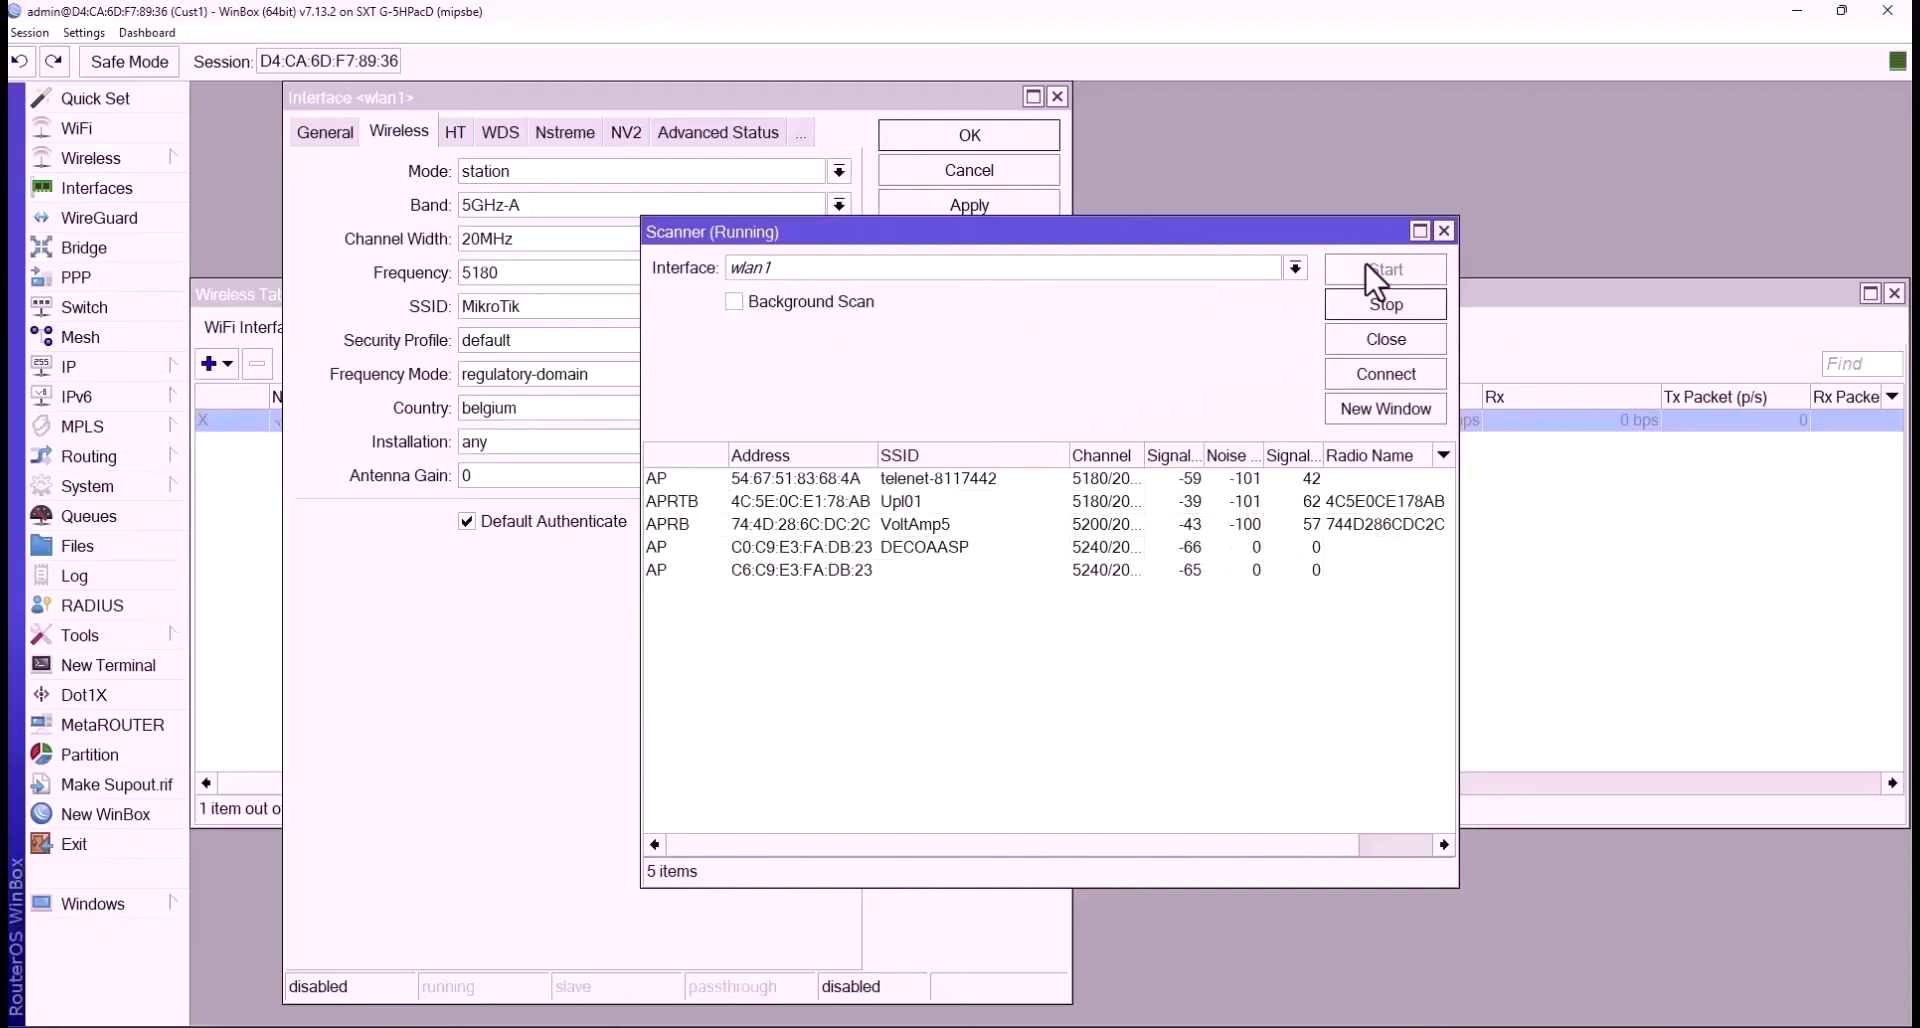 admin@D4:CA:6D:F7:89:36 (Cust1) - WinBox (64bit) v7.13.2 on SXT G-5HPacD (mipsbe)
Session Settings Dashboard
Safe Mode Session: D4:CA:6D:F7:89:36
Quick Set
WiFi
Wireless
Interfaces
WireGuard
Bridge
PPP
Switch
Mesh
255 IP
v6 IPv6
MPLS
Routing
System
Queues
Files
Log
RADIUS
Tools
New Terminal
Dot1X
MetaROUTER
Partition
Make Supout.rif
New WinBox
Exit
Windows
RouterOS WinBox
Interface <wlan1>
General Wireless HT WDS Nstreme NV2 Advanced Status ...
OK
Cancel
Apply
Mode: station
Band: 5GHz-A
Channel Width: 20MHz
Frequency: 5180
SSID: MikroTik
Security Profile: default
Frequency Mode: regulatory-domain
Country: belgium
Installation: any
Antenna Gain: 0
Default Authenticate
disabled running slave passthrough disabled
Scanner (Running)
Interface: wlan1
Background Scan
Start
Stop
Close
Connect
New Window
Address SSID Channel Signal... Noise ... Signal... Radio Name
AP 54:67:51:83:68:4A telenet-8117442 5180/20... -59 -101 42
APRTB 4C:5E:0C:E1:78:AB Upl01 5180/20... -39 -101 62 4C5E0CE178AB
APRB 74:4D:28:6C:DC:2C VoltAmp5 5200/20... -43 -100 57 744D286CDC2C
AP C0:C9:E3:FA:DB:23 DECOAASP 5240/20... -66 0 0
AP C6:C9:E3:FA:DB:23 5240/20... -65 0 0
5 items
Wireless Tab
WiFi Interfa
Find
N ps Rx Tx Packet (p/s) Rx Packe
X 0 bps 0
1 item out o